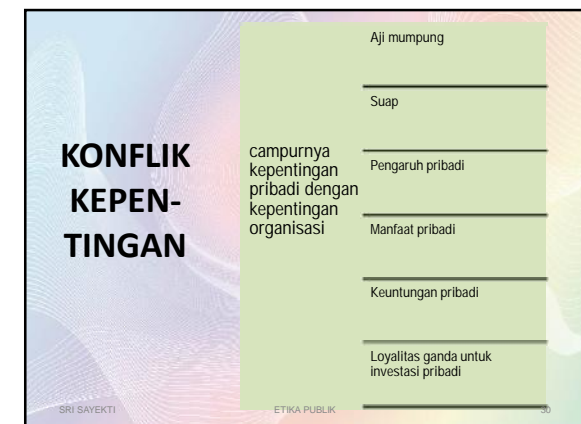 KONFLIK
KEPEN-
TINGAN
campurnya
kepentingan
pribadi dengan
kepentingan
organisasi
Aji mumpung
Suap
Pengaruh pribadi
Manfaat pribadi
Keuntungan pribadi
Loyalitas ganda untuk
investasi pribadi
SRI SAYEKTI
ETIKA PUBLIK
30